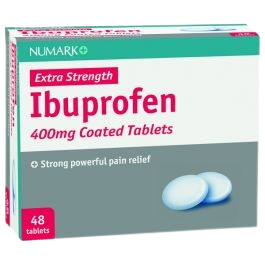 NUMARK
Extra Strength
Ibuprofen
400mg Coated Tablets
Strong powerful pain relief
48
tablets